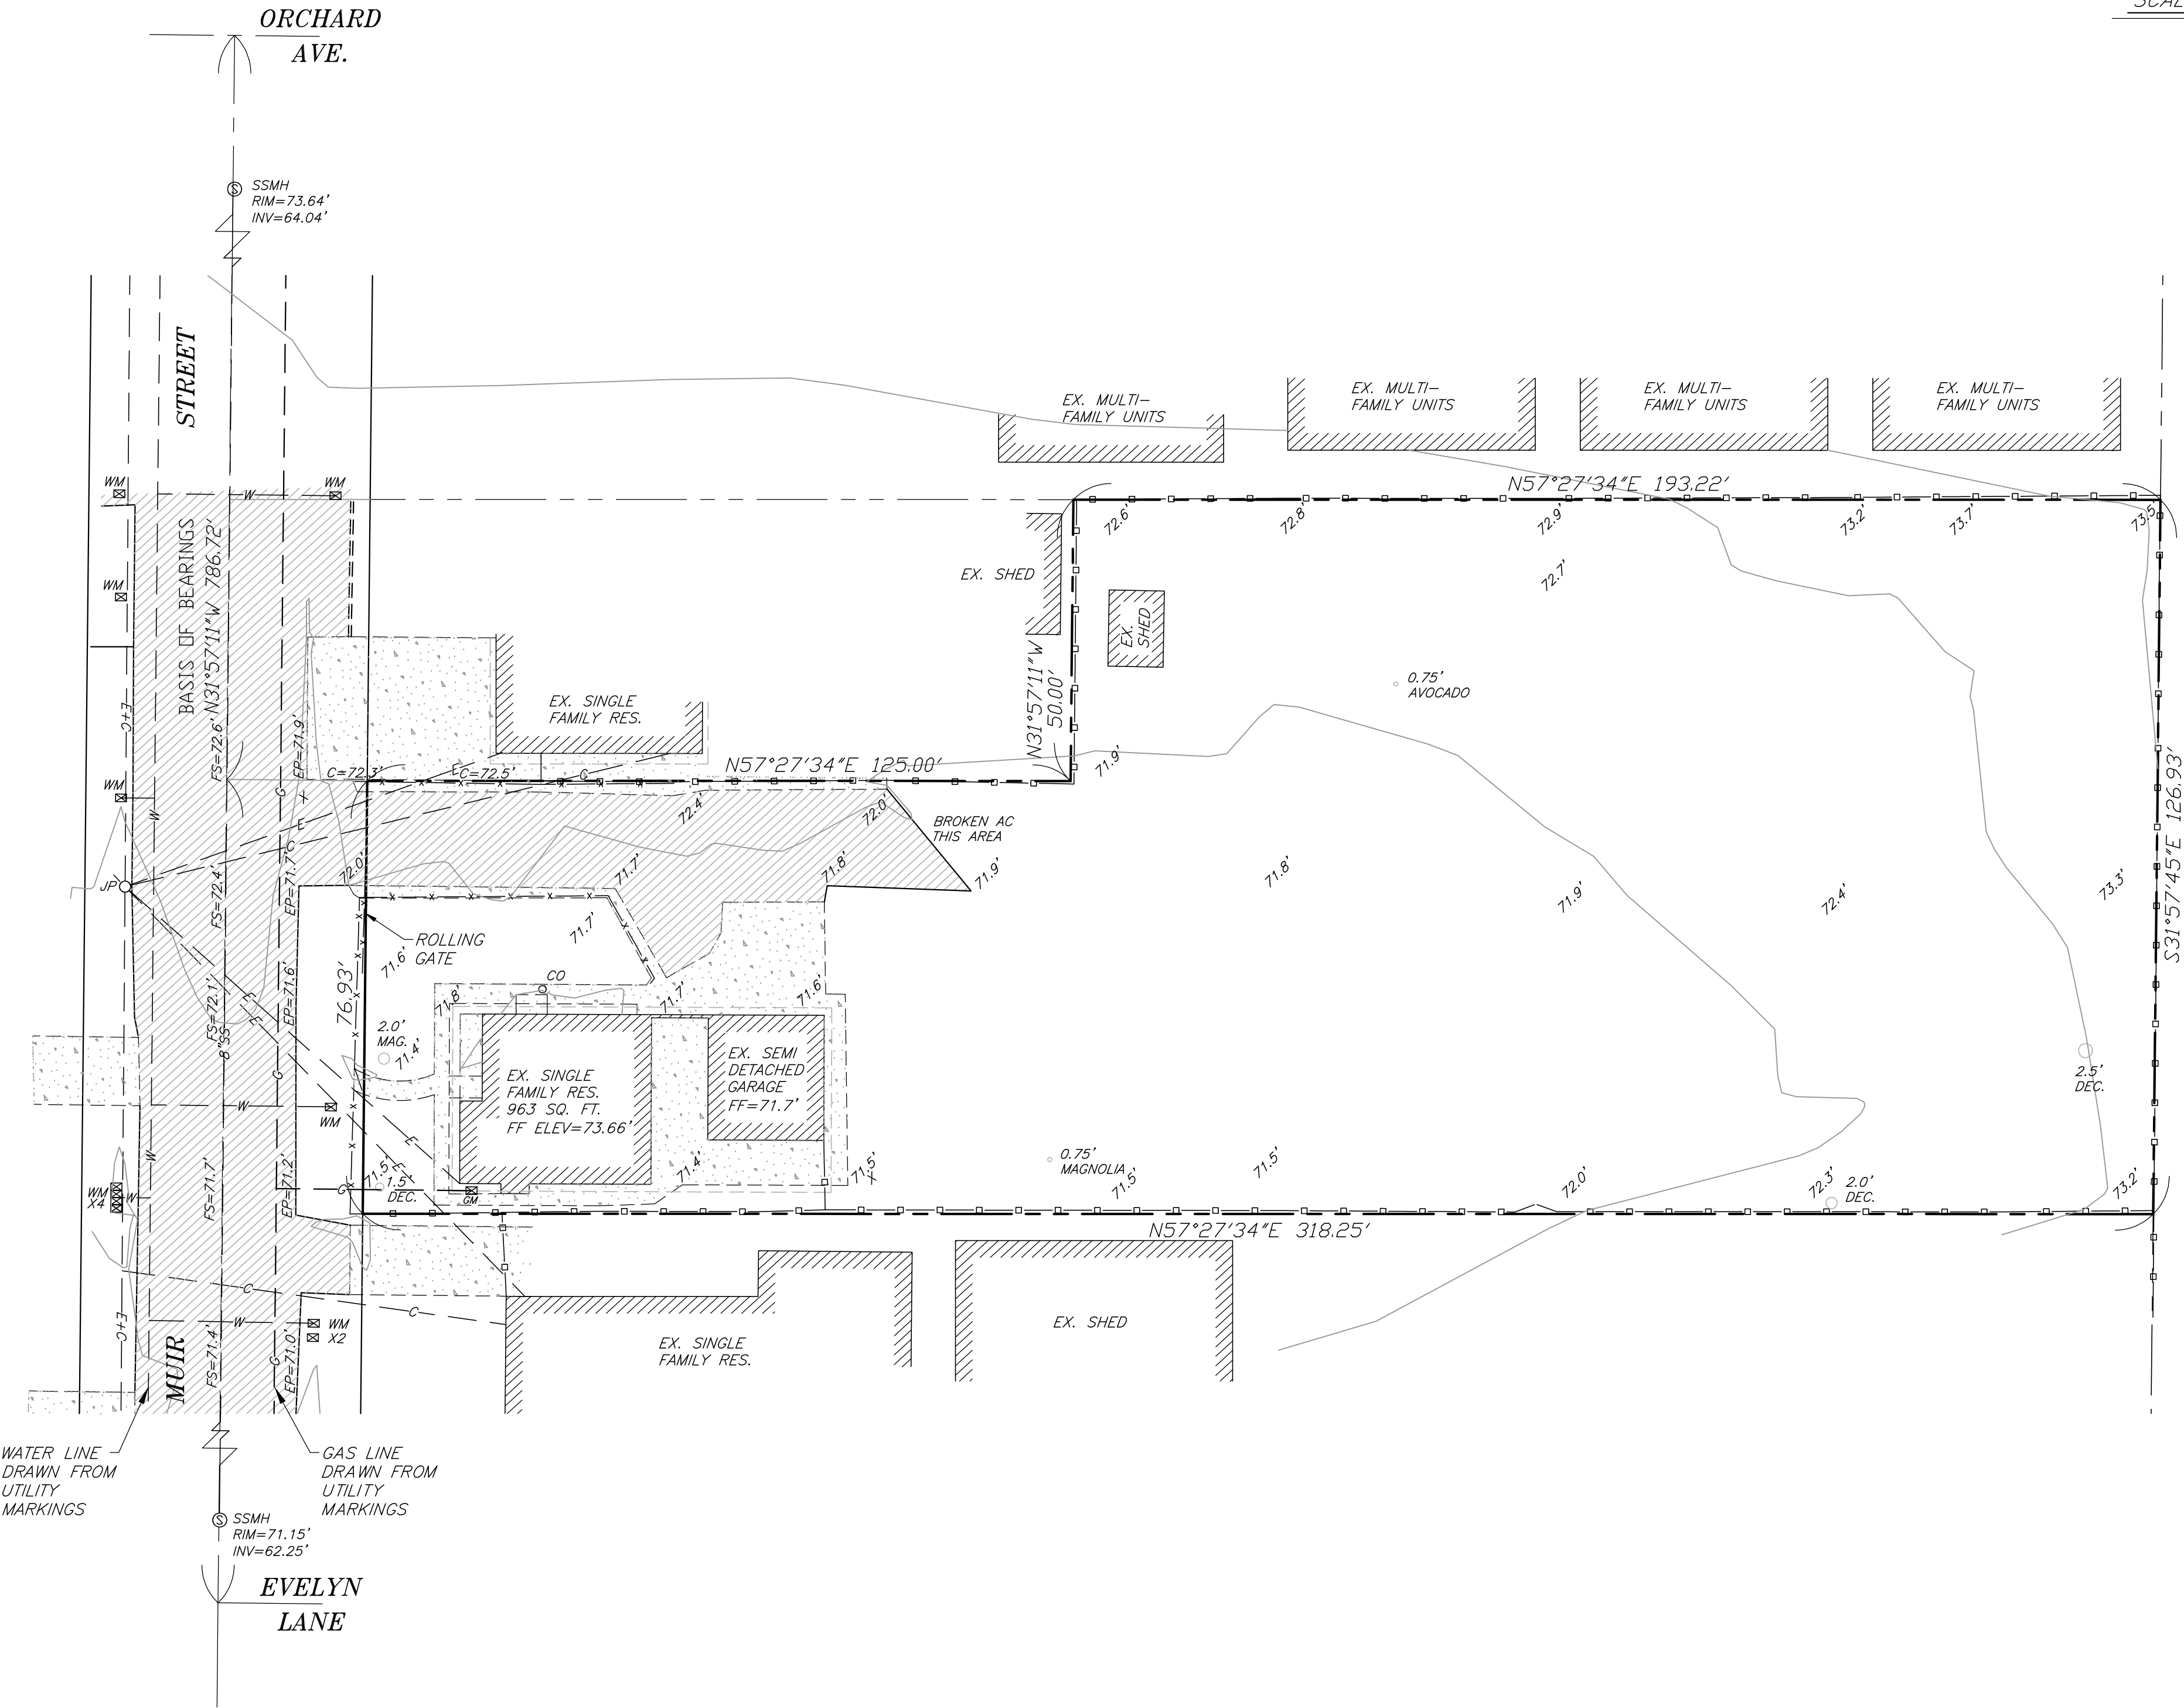 SCAL
ORCHARD
AVE.
SSMH
RIM=73.64'
INV=64.04'
STREET
EX. MULTI-
FAMILY UNITS
EX. MULTI-
FAMILY UNITS
EX. MULTI-
FAMILY UNITS
EX. MULTI-
FAMILY UNITS
WM
WM
W
N57°27'34"E 193.22'
72.6'
72.8'
72.9'
73.2'
73.7'
73.5'
BASIS OF BEARINGS
N31°57'11"W 786.72'
WM
EX. SHED
EX.
SHED
72.7'
N31°57'11"W
50.00'
0.75'
AVOCADO
E+C
EX. SINGLE
FAMILY RES.
FS=72.6'
EP=71.9'
C=72.3'
E
C=72.5'
C
N57°27'34"E 125.00'
71.9'
S31°57'45"E 126.93'
WM
W
G
E
C
72.4'
72.0'
BROKEN AC
THIS AREA
JP
FS=72.4'
EP=71.7'
72.0'
71.7'
71.8'
71.9'
71.8'
71.9'
72.4'
73.3'
ROLLING
GATE
71.7'
71.6'
76.93'
CO
71.8'
71.7'
71.6'
FS=72.1'
8"SS
EP=71.6'
E
E
2.0'
MAG.
71.4'
G
EX. SINGLE
FAMILY RES.
963 SQ. FT.
FF ELEV=73.66'
EX. SEMI
DETACHED
GARAGE
FF=71.7'
2.5'
DEC.
W
WM
E
W
E
FS=71.7'
EP=71.2'
71.5'
1.5'
DEC.
G
GM
71.4'
71.5'
0.75'
MAGNOLIA
71.5'
71.5'
72.0'
72.3'
2.0'
DEC.
73.2'
WM
X4
W
N57°27'34"E 318.25'
C
C
E+C
W
WM
X2
EX. SINGLE
FAMILY RES.
EX. SHED
MUIR
FS=71.4'
G
EP=71.0'
WATER LINE
DRAWN FROM
UTILITY
MARKINGS
GAS LINE
DRAWN FROM
UTILITY
MARKINGS
SSMH
RIM=71.15'
INV=62.25'
EVELYN
LANE